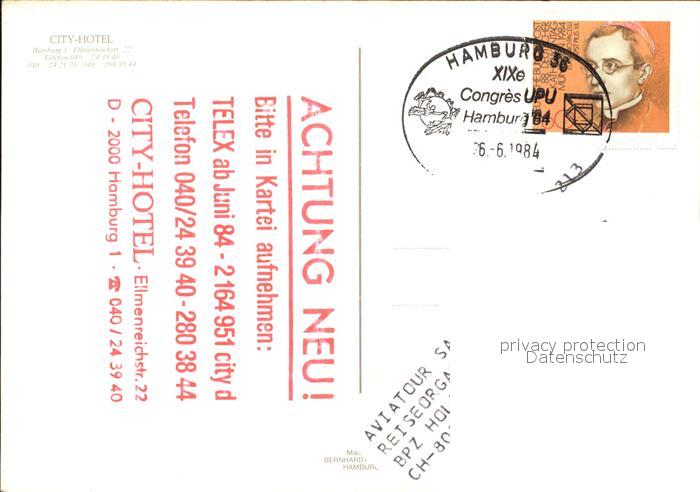 CITY-HOTEL
Hamburg 1 · Ellmenreichstr. 22
Telefon 040 - 24 39 40
040 - 24 21 70 040 - 280 38 44
HAMBURG 36
XIXe
Congrès UPU
Hamburg '84
26.-6.1984
ACHTUNG NEU!
Bitte in Kartei aufnehmen:
TELEX ab Juni 84 - 2 164 951 city d
Telefon 040/24 39 40 - 280 38 44
CITY-HOTEL · Ellmenreichstr. 22
D - 2000 Hamburg 1 · ☎ 040 / 24 39 40
privacy protection
Datenschutz
AVIATOUR SA
REISEORGA
BPZ HOL
CH-80
BERNHARD
HAMBURG